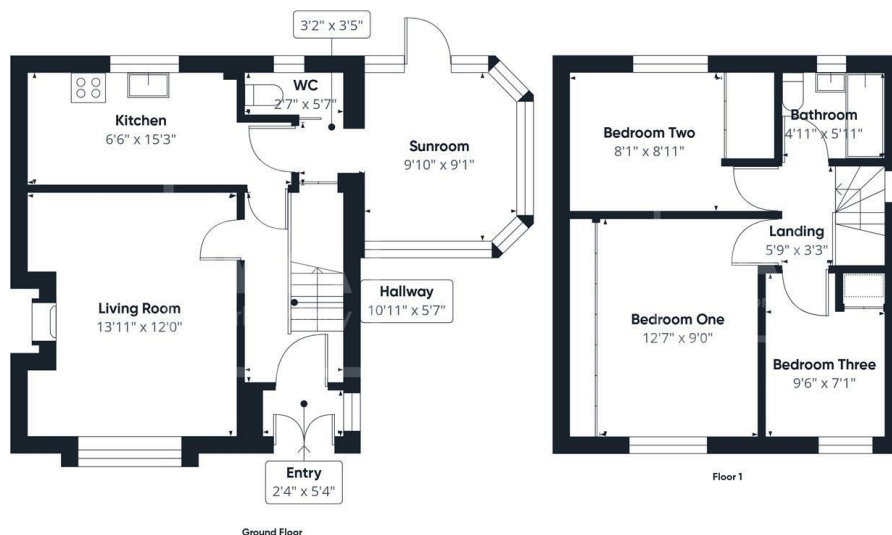 3'2" x 3'5"
WC
2'7" x 5'7"
Kitchen
6'6" x 15'3"
Sunroom
9'10" x 9'1"
Living Room
13'11" x 12'0"
Hallway
10'11" x 5'7"
Entry
2'4" x 5'4"
Ground Floor
Bedroom Two
8'1" x 8'11"
Bathroom
4'11" x 5'11"
Landing
5'9" x 3'3"
Bedroom One
12'7" x 9'0"
Bedroom Three
9'6" x 7'1"
Floor 1